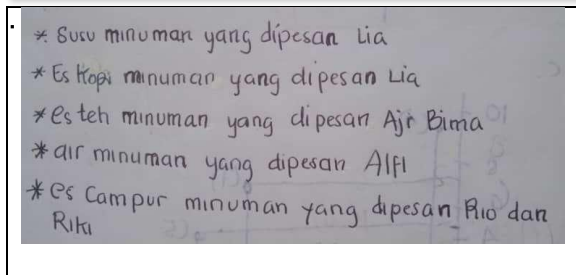 * Susu minuman yang dipesan Lia
* Es Kopi minuman yang dipesan Lia
* es teh minuman yang dipesan Ajr Bima
* air minuman yang dipesan Alfi
* es Campur minuman yang dipesan Rio dan
Riki